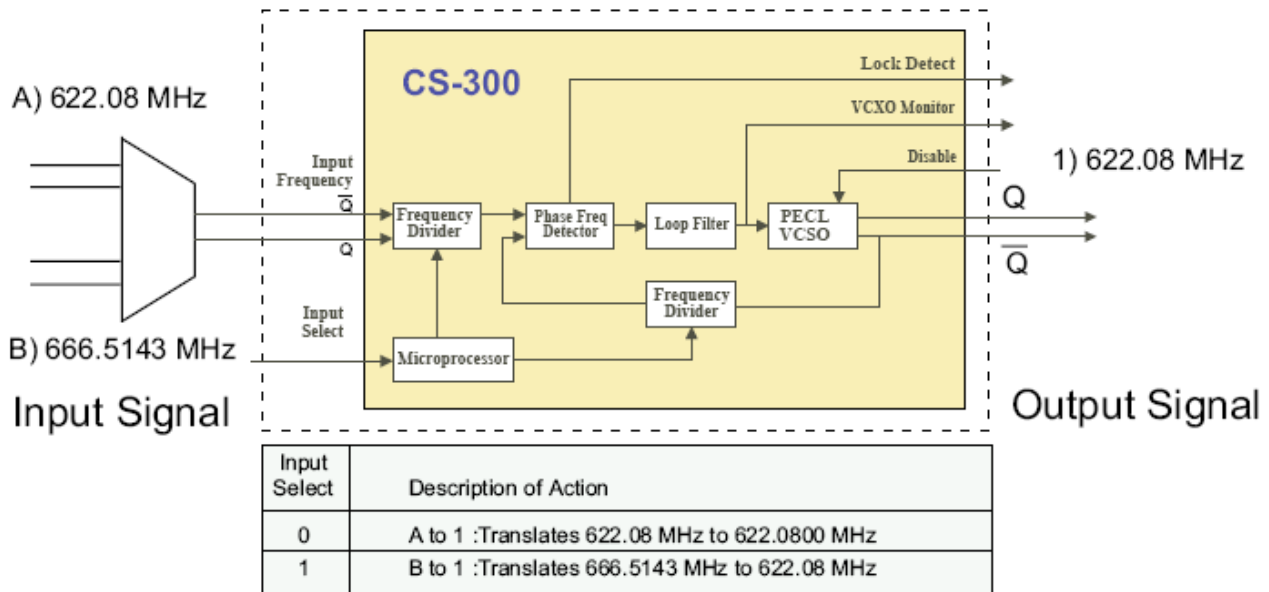 CS-300
Lock Detect
A) 622.08 MHz
VCXO Monitor
Input
Frequency
Disable
1) 622.08 MHz
Q̅
Q
Frequency
Divider
Phase Freq
Detector
Loop Filter
PECL
VCSO
Q
Q̅
Frequency
Divider
Input
Select
B) 666.5143 MHz
Microprocessor
Input Signal
Output Signal
Input
Select
Description of Action
0
A to 1 :Translates 622.08 MHz to 622.0800 MHz
1
B to 1 :Translates 666.5143 MHz to 622.08 MHz